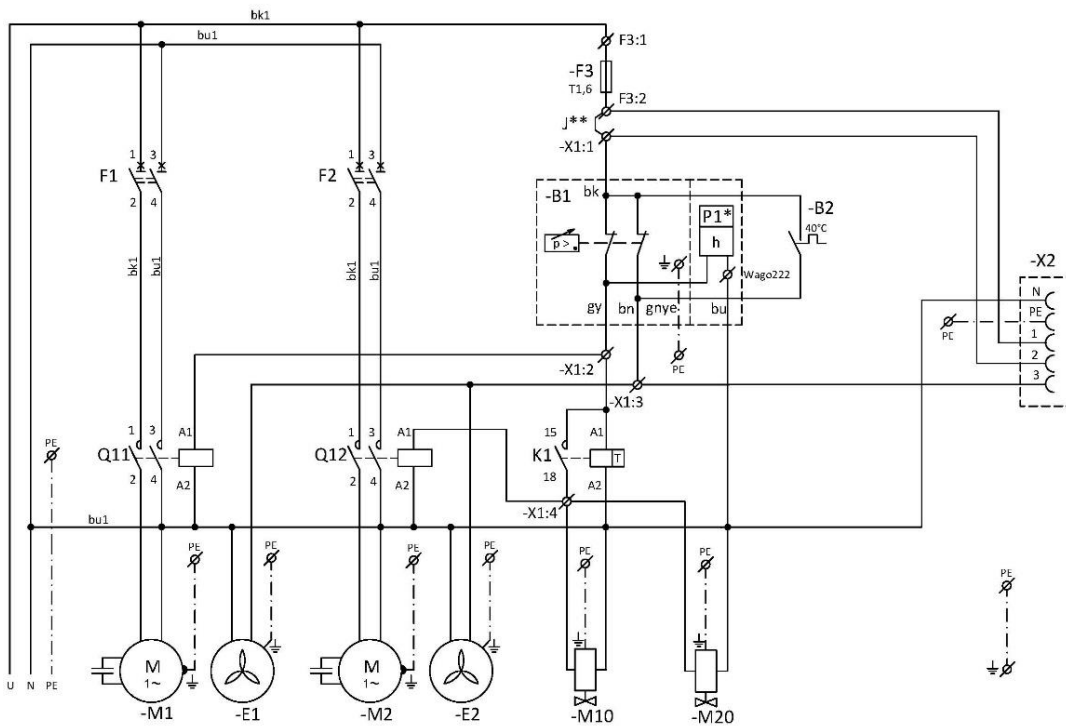 bk1
bu1
F3:1
-F3
T1,6
F3:2
J**
-X1:1
1 3
F1
2 4
1 3
F2
2 4
-B1
bk
P1*
h
-B2
40°C
p >.
Wago222
-X2
N
PE
1
2
3
PE
bk1
bu1
bk1
bu1
gy
bn
gnye
bu
-X1:2
PE
-X1:3
1 3
A1
Q11
2 4
A2
1 3
A1
Q12
2 4
A2
15
A1
K1
T
18
A2
-X1:4
PE
bu1
PE
PE
PE
PE
PE
PE
PE
M
1~
M
1~
U N PE
-M1
-E1
-M2
-E2
-M10
-M20